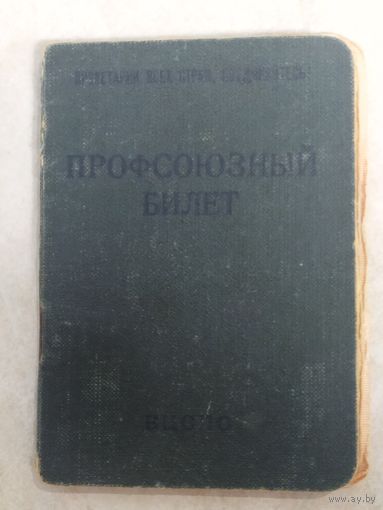 ПРОЛЕТАРИИ ВСЕХ СТРАН, СОЕДИНЯЙТЕСЬ!
ПРОФСОЮЗНЫЙ
БИЛЕТ
ВЦСПС
www.ay.by